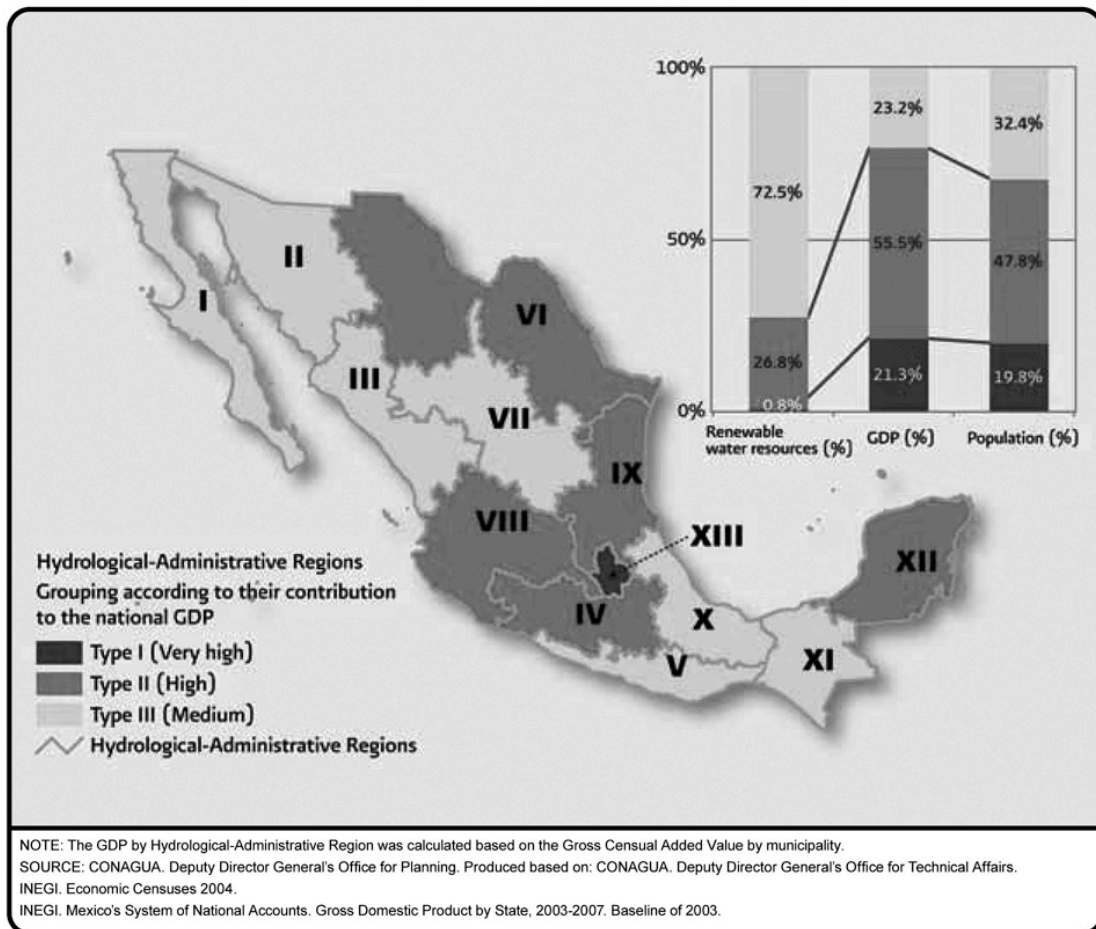 100%
23.2%
32.4%
72.5%
50%
55.5%
47.8%
26.8%
21.3%
19.8%
0.8%
0%
Renewable
water resources (%)
GDP (%)
Population (%)
I
II
III
VI
VII
VIII
IX
XIII
XII
IV
X
V
XI
Hydrological-Administrative Regions
Grouping according to their contribution
to the national GDP
Type I (Very high)
Type II (High)
Type III (Medium)
Hydrological-Administrative Regions
NOTE: The GDP by Hydrological-Administrative Region was calculated based on the Gross Censual Added Value by municipality.
SOURCE: CONAGUA. Deputy Director General's Office for Planning. Produced based on: CONAGUA. Deputy Director General's Office for Technical Affairs.
INEGI. Economic Censuses 2004.
INEGI. Mexico's System of National Accounts. Gross Domestic Product by State, 2003-2007. Baseline of 2003.